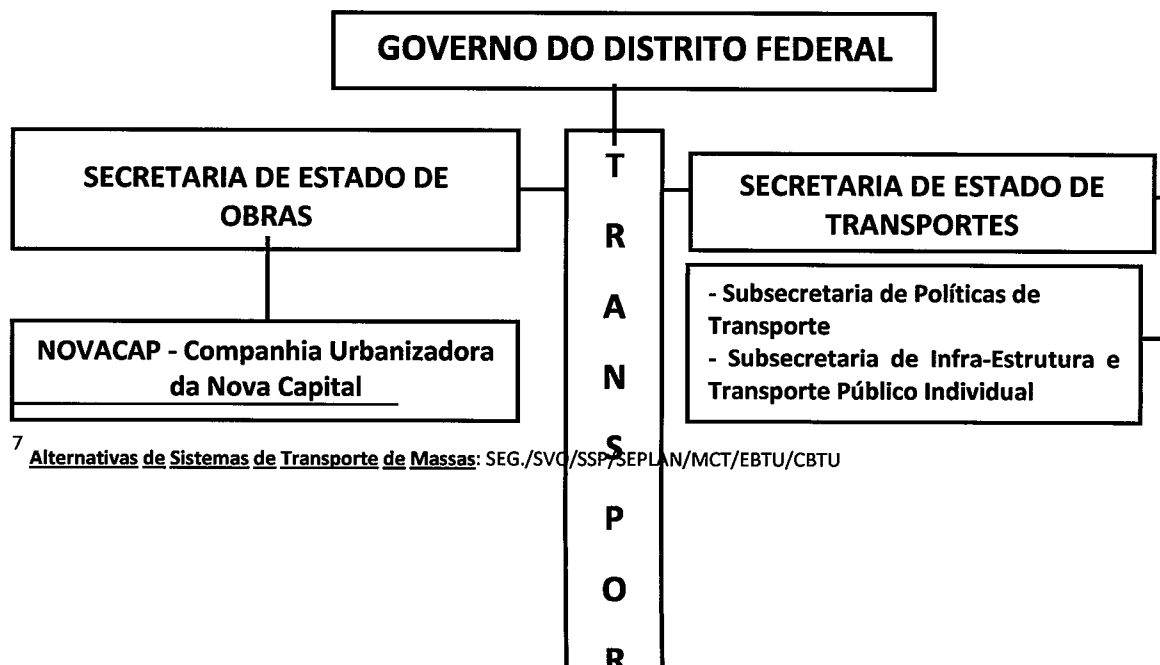 GOVERNO DO DISTRITO FEDERAL
SECRETARIA DE ESTADO DE
OBRAS
NOVACAP - Companhia Urbanizadora
da Nova Capital
T
R
A
N
S
P
O
R
SECRETARIA DE ESTADO DE
TRANSPORTES
- Subsecretaria de Políticas de
Transporte
- Subsecretaria de Infra-Estrutura e
Transporte Público Individual
7 Alternativas de Sistemas de Transporte de Massas: SEG./SVO/SSP/SEPLAN/MCT/EBTU/CBTU